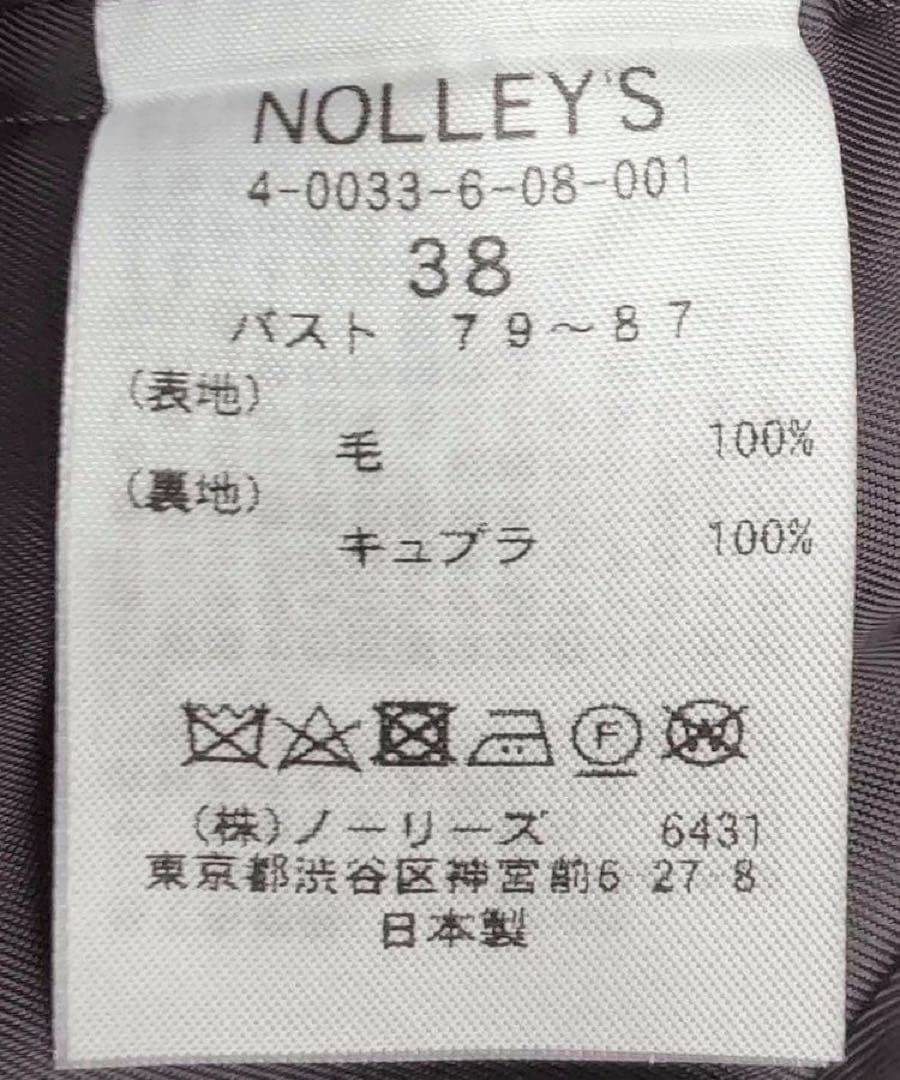 NOLLEY'S
4-0033-6-08-001
38
バスト 79～87
(表地)
毛 100%
(裏地)
キュプラ 100%
F
W
(株)ノーリーズ 6431
東京都渋谷区神宮前6 27 8
日本製